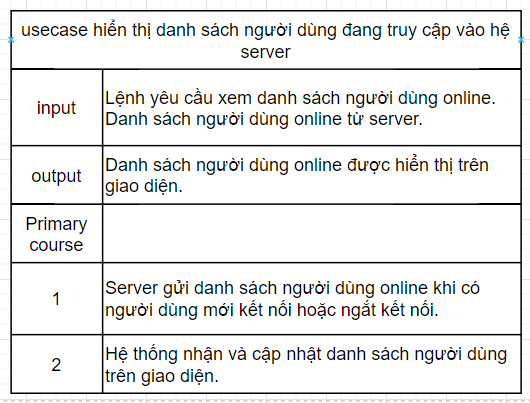 usecase hiển thị danh sách người dùng đang truy cập vào hệ
server
input
Lệnh yêu cầu xem danh sách người dùng online.
Danh sách người dùng online từ server.
output
Danh sách người dùng online được hiển thị trên
giao diện.
Primary
course
1
Server gửi danh sách người dùng online khi có
người dùng mới kết nối hoặc ngắt kết nối.
2
Hệ thống nhận và cập nhật danh sách người dùng
trên giao diện.